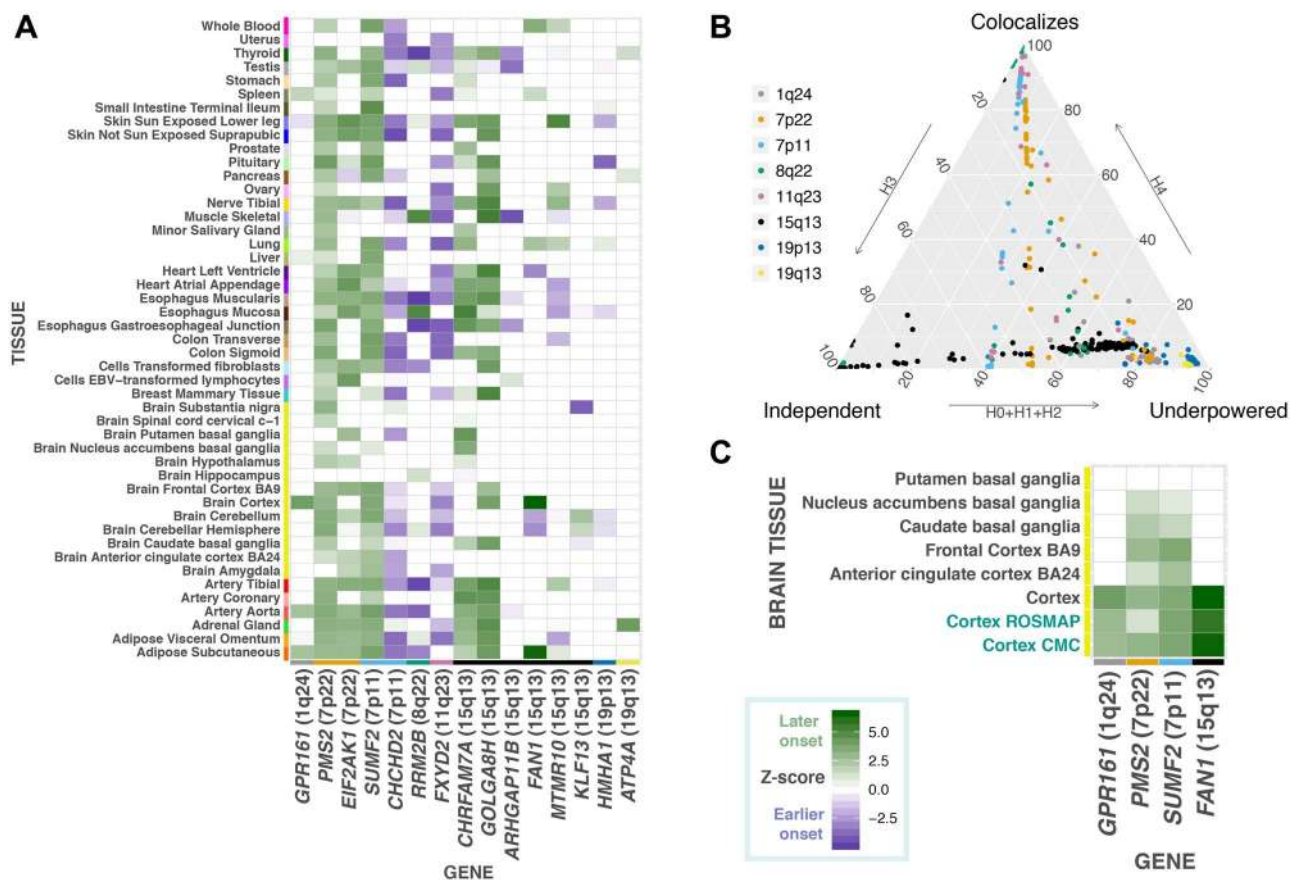 A
TISSUE
Whole Blood
Uterus
Thyroid
Testis
Stomach
Spleen
Small Intestine Terminal Ileum
Skin Sun Exposed Lower leg
Skin Not Sun Exposed Suprapubic
Prostate
Pituitary
Pancreas
Ovary
Nerve Tibial
Muscle Skeletal
Minor Salivary Gland
Lung
Liver
Heart Left Ventricle
Heart Atrial Appendage
Esophagus Muscularis
Esophagus Mucosa
Esophagus Gastroesophageal Junction
Colon Transverse
Colon Sigmoid
Cells Transformed fibroblasts
Cells EBV−transformed lymphocytes
Breast Mammary Tissue
Brain Substantia nigra
Brain Spinal cord cervical c−1
Brain Putamen basal ganglia
Brain Nucleus accumbens basal ganglia
Brain Hypothalamus
Brain Hippocampus
Brain Frontal Cortex BA9
Brain Cortex
Brain Cerebellum
Brain Cerebellar Hemisphere
Brain Caudate basal ganglia
Brain Anterior cingulate cortex BA24
Brain Amygdala
Artery Tibial
Artery Coronary
Artery Aorta
Adrenal Gland
Adipose Visceral Omentum
Adipose Subcutaneous
GPR161 (1q24)
PMS2 (7p22)
EIF2AK1 (7p22)
SUMF2 (7p11)
CHCHD2 (7p11)
RRM2B (8q22)
FXYD2 (11q23)
CHRFAM7A (15q13)
GOLGA8H (15q13)
ARHGAP11B (15q13)
FAN1 (15q13)
MTMR10 (15q13)
KLF13 (15q13)
HMHA1 (19p13)
ATP4A (19q13)
GENE
B
1q24
7p22
7p11
8q22
11q23
15q13
19p13
19q13
Colocalizes
100
20
80
H3
H4
40
60
60
40
80
20
100
20
40
60
80
100
Independent
H0+H1+H2
Underpowered
C
BRAIN TISSUE
Putamen basal ganglia
Nucleus accumbens basal ganglia
Caudate basal ganglia
Frontal Cortex BA9
Anterior cingulate cortex BA24
Cortex
Cortex ROSMAP
Cortex CMC
GPR161 (1q24)
PMS2 (7p22)
SUMF2 (7p11)
FAN1 (15q13)
GENE
Later
onset
Z−score
Earlier
onset
5.0
2.5
0.0
−2.5